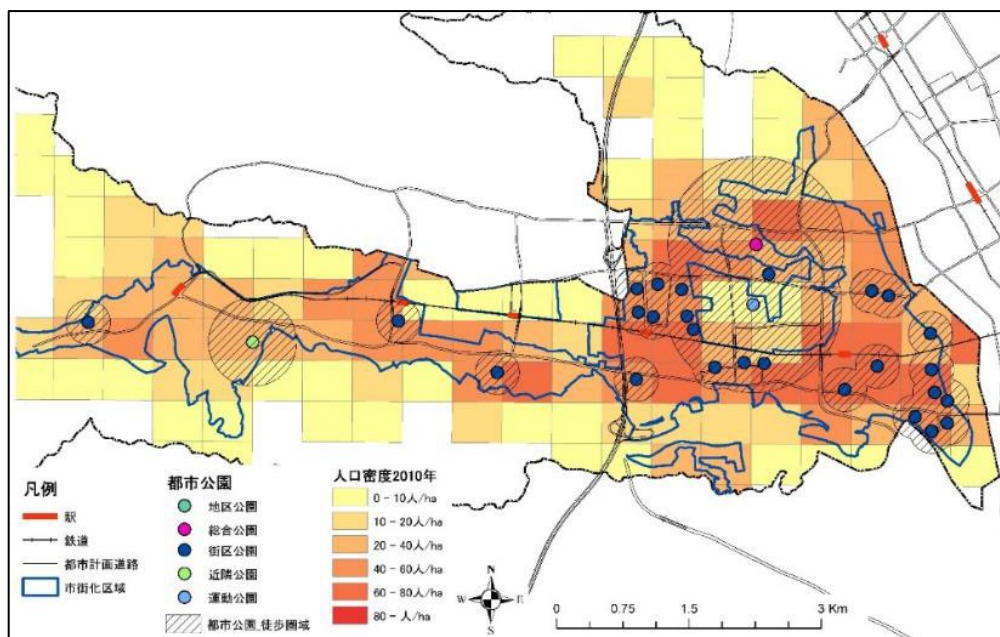 凡例
駅
鉄道
都市計画道路
市街化区域
都市公園
地区公園
総合公園
街区公園
近隣公園
運動公園
都市公園_徒歩圏域
人口密度2010年
0 - 10人/ha
10 - 20人/ha
20 - 40人/ha
40 - 60人/ha
60 - 80人/ha
80 - 人/ha
N
W
E
S
0 0.75 1.5 3 Km